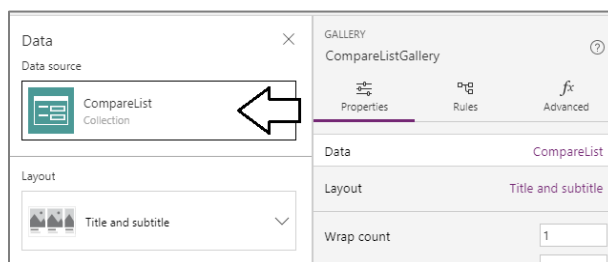 Data
Data source
CompareList
Collection
Layout
Title and subtitle
GALLERY
CompareListGallery
?
Properties
Rules
fx
Advanced
Data
CompareList
Layout
Title and subtitle
Wrap count
1